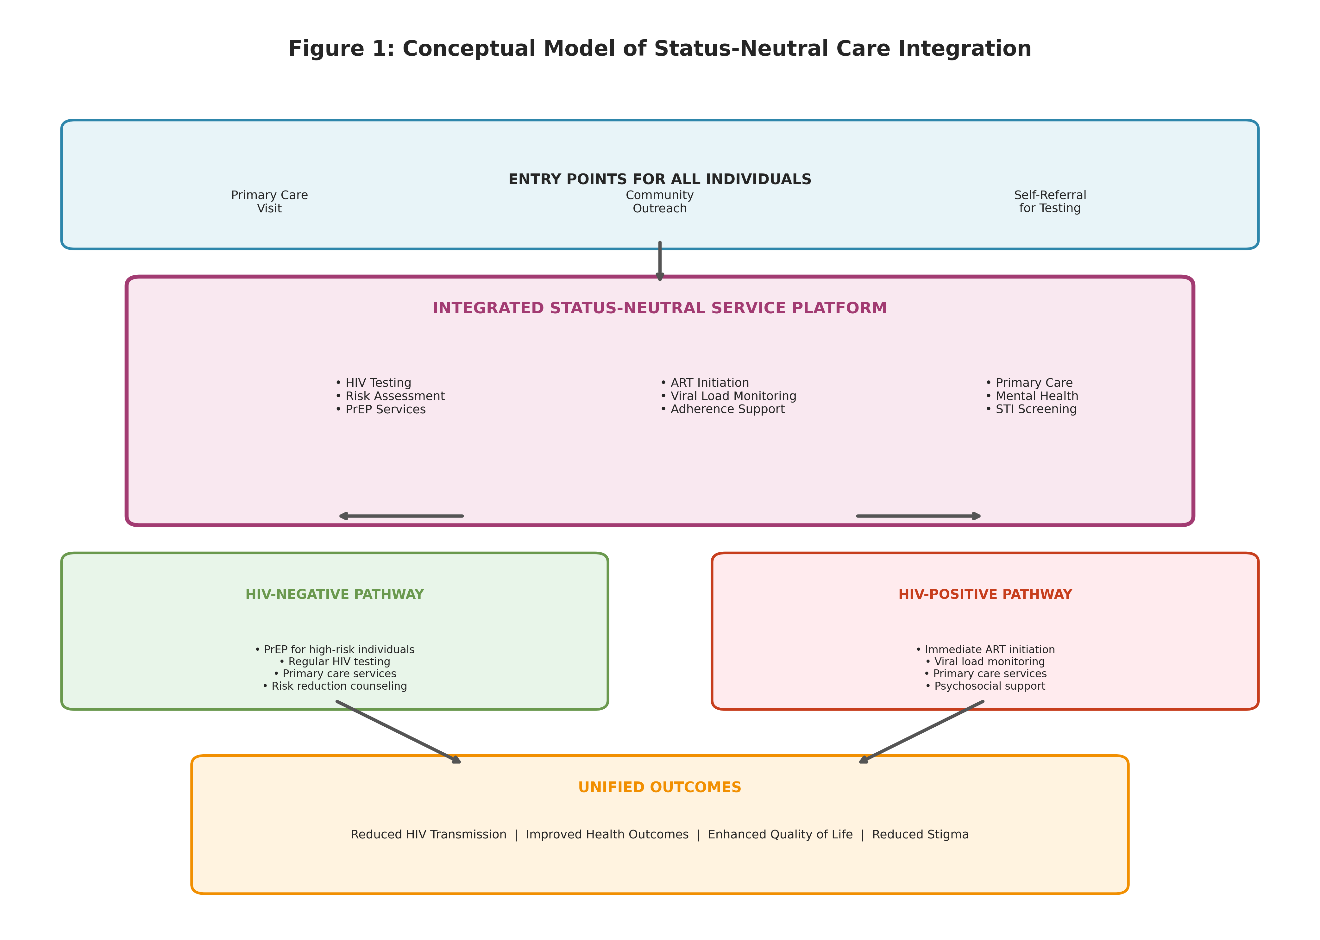 Figure 1: Conceptual Model of Status-Neutral Care Integration
ENTRY POINTS FOR ALL INDIVIDUALS
Primary Care
Visit
Community
Outreach
Self-Referral
for Testing
INTEGRATED STATUS-NEUTRAL SERVICE PLATFORM
• HIV Testing
• Risk Assessment
• PrEP Services
• ART Initiation
• Viral Load Monitoring
• Adherence Support
• Primary Care
• Mental Health
• STI Screening
HIV-NEGATIVE PATHWAY
• PrEP for high-risk individuals
• Regular HIV testing
• Primary care services
• Risk reduction counseling
HIV-POSITIVE PATHWAY
• Immediate ART initiation
• Viral load monitoring
• Primary care services
• Psychosocial support
UNIFIED OUTCOMES
Reduced HIV Transmission | Improved Health Outcomes | Enhanced Quality of Life | Reduced Stigma